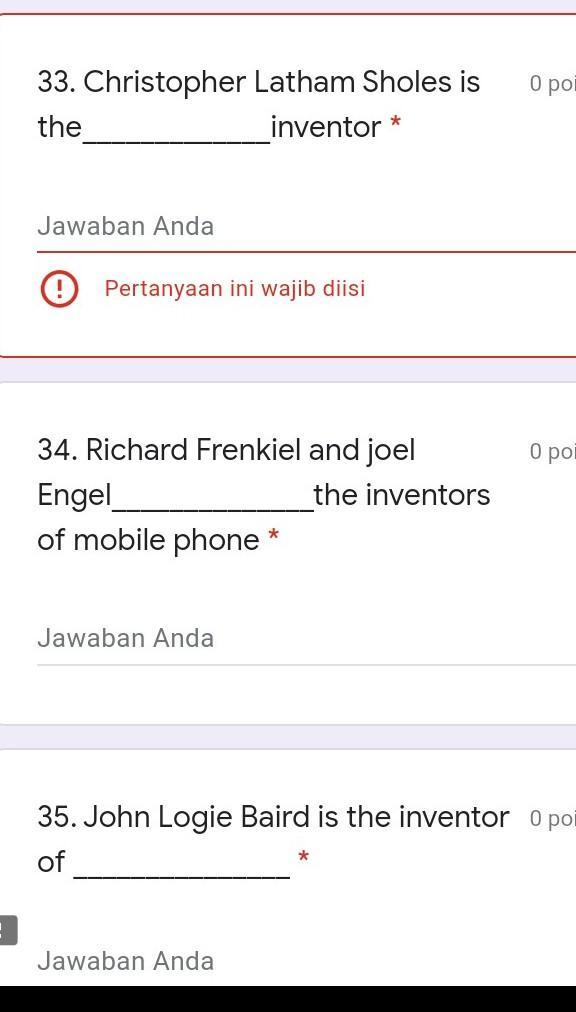 33. Christopher Latham Sholes is
0 poi
the_____________inventor *
Jawaban Anda
Pertanyaan ini wajib diisi
34. Richard Frenkiel and joel
0 poi
Engel______________the inventors
of mobile phone *
Jawaban Anda
35. John Logie Baird is the inventor
0 poi
of _______________ *
Jawaban Anda